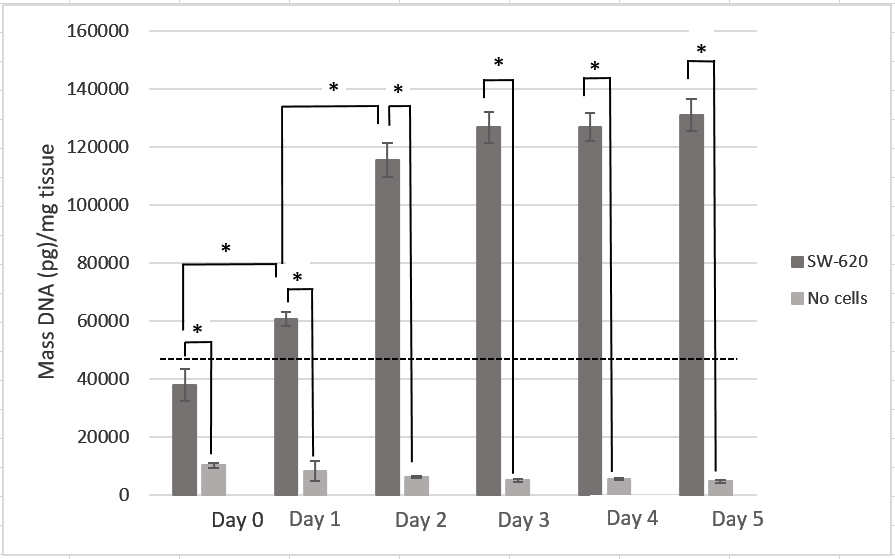 160000
140000
120000
100000
80000
60000
40000
20000
0
Mass DNA (pg)/mg tissue
* * * * * * * *
Day 0 Day 1 Day 2 Day 3 Day 4 Day 5
SW-620
No cells